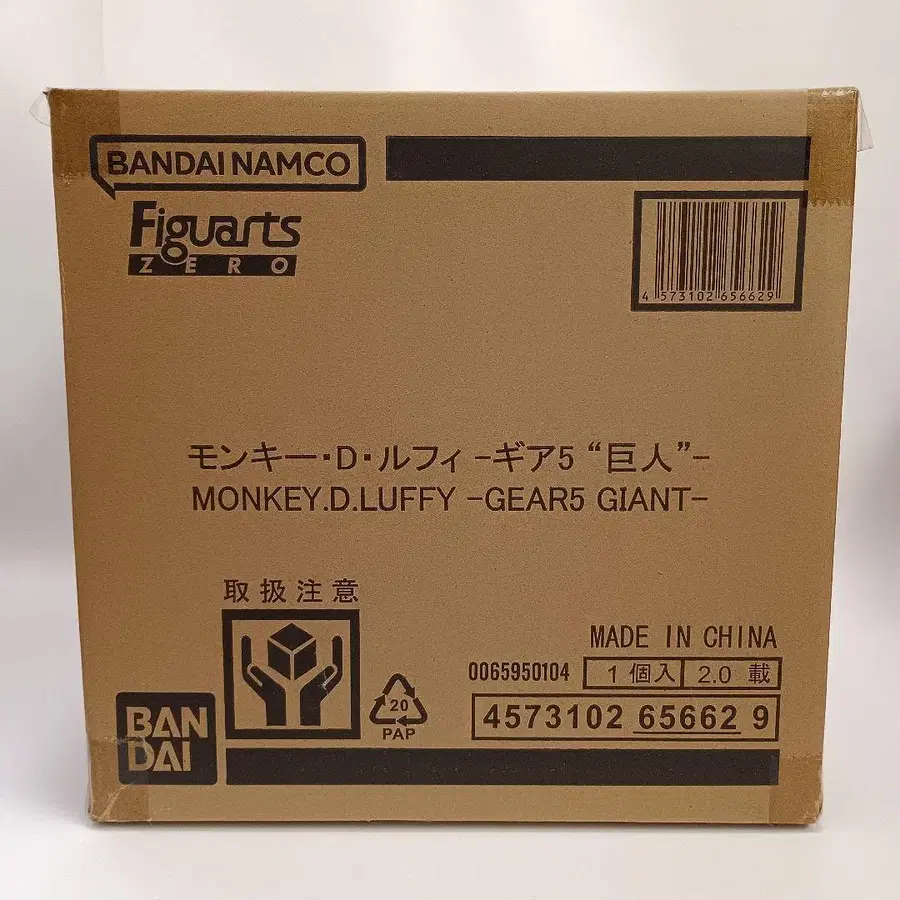 BANDAI NAMCO
Figuarts
ZERO
4 573102 656629
モンキー・D・ルフィ -ギア5 “巨人”-
MONKEY.D.LUFFY -GEAR5 GIANT-
取扱注意
MADE IN CHINA
0065950104 1個入 2.0 載
20
PAP
4573102 65662 9
BAN
DAI